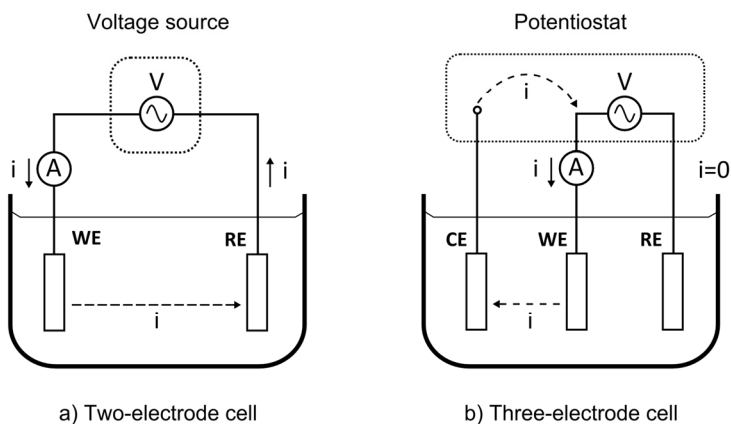 Voltage source
V
i
A
i
WE
RE
i
a) Two-electrode cell
Potentiostat
i
V
i
A
i=0
CE
WE
RE
i
b) Three-electrode cell